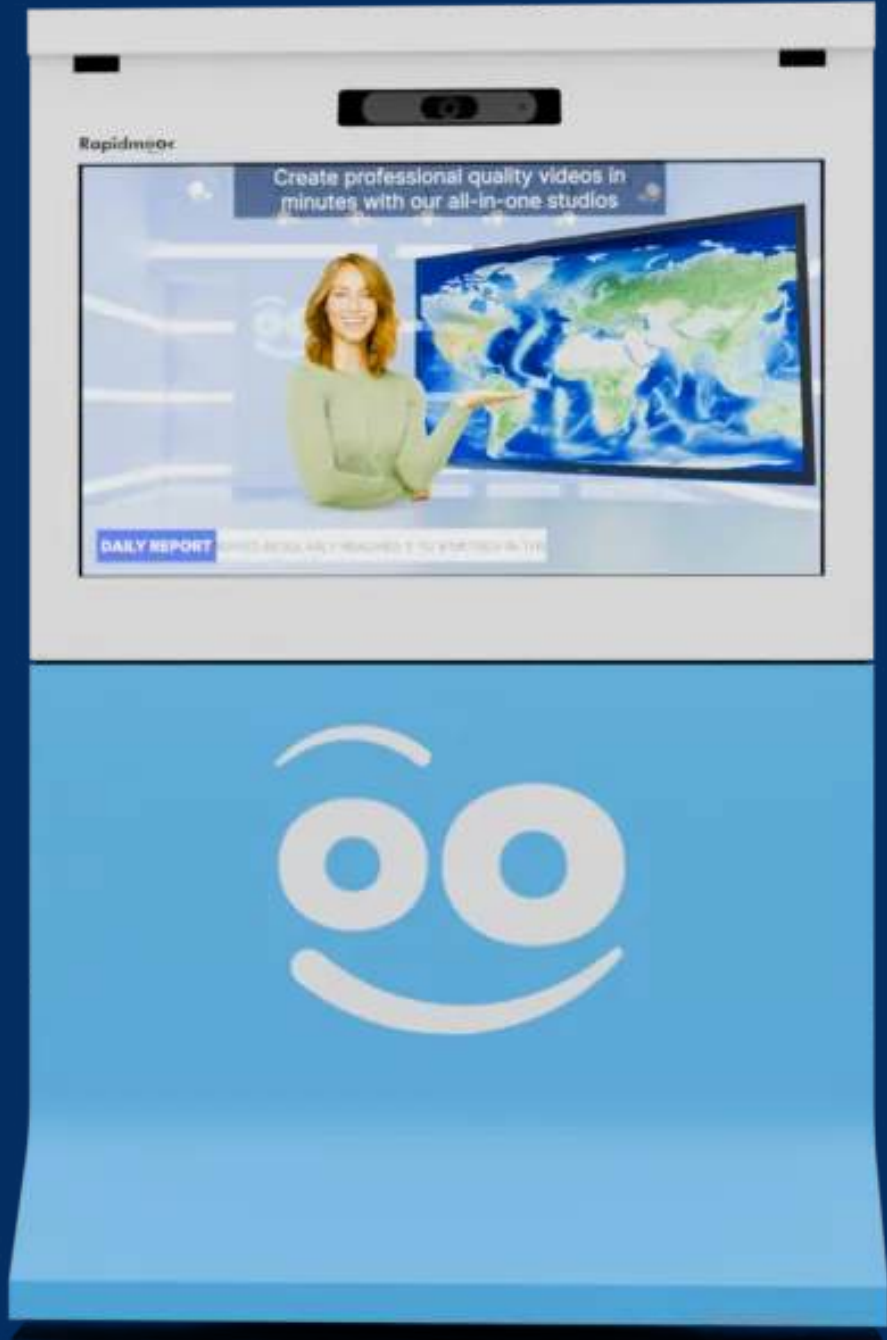 Rapidmooc
Create professional quality videos in
minutes with our all-in-one studios
DAILY REPORT